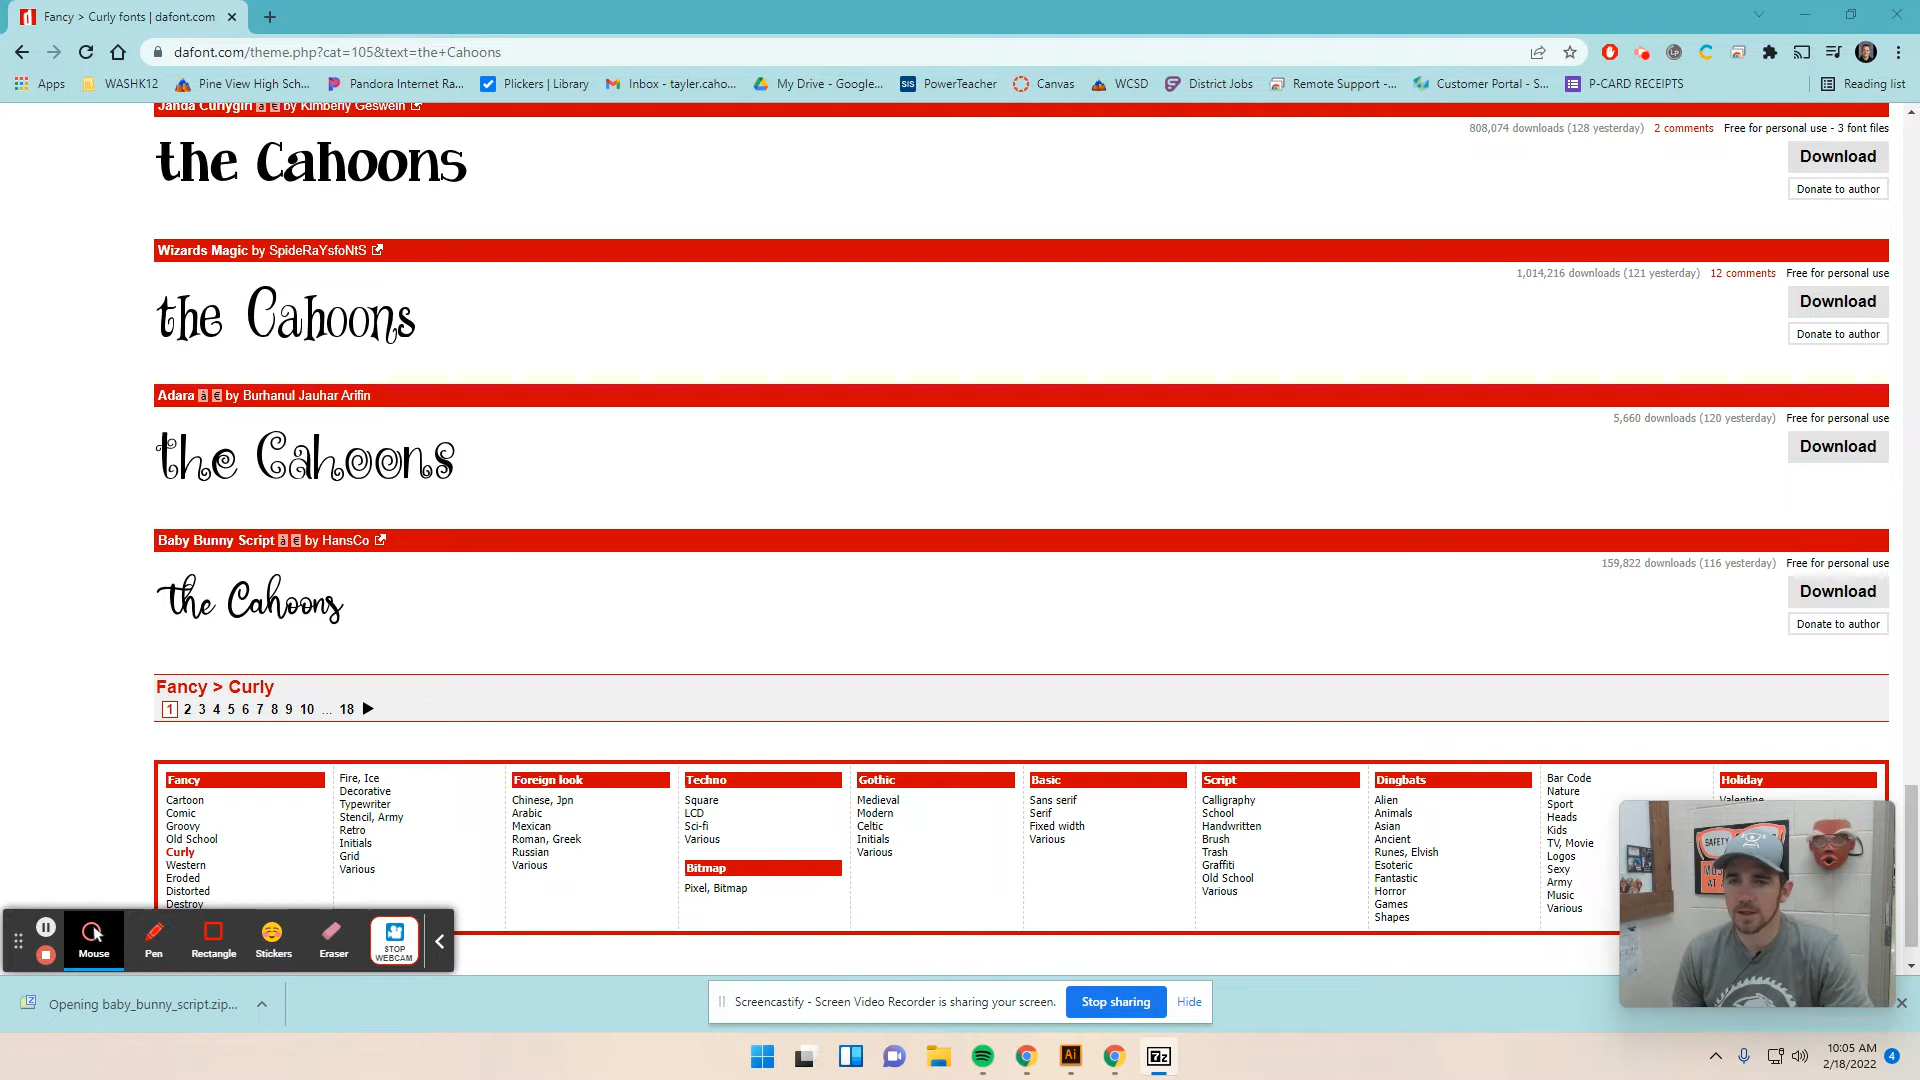 Fancy > Curly fonts | dafont.com
dafont.com/theme.php?cat=105&text=the+Cahoons
Apps WASHK12 Pine View High Sch... Pandora Internet Ra... Plickers | Library Inbox - tayler.caho... My Drive - Google... SIS PowerTeacher Canvas WCSD District Jobs Remote Support -... Customer Portal - S... P-CARD RECEIPTS Reading list
Janda Curlygirl à € by Kimberly Geswein
808,074 downloads (128 yesterday) 2 comments Free for personal use - 3 font files
the Cahoons
Download
Donate to author
Wizards Magic by SpideRaYsfoNtS
1,014,216 downloads (121 yesterday) 12 comments Free for personal use
the Cahoons
Download
Donate to author
Adara à € by Burhanul Jauhar Arifin
5,660 downloads (120 yesterday) Free for personal use
the Cahoons
Download
Baby Bunny Script à € by HansCo
159,822 downloads (116 yesterday) Free for personal use
the Cahoons
Download
Donate to author
Fancy > Curly
1 2 3 4 5 6 7 8 9 10 ... 18
Fancy
Cartoon
Comic
Groovy
Old School
Curly
Western
Eroded
Distorted
Destroy
Fire, Ice
Decorative
Typewriter
Stencil, Army
Retro
Initials
Grid
Various
Foreign look
Chinese, Jpn
Arabic
Mexican
Roman, Greek
Russian
Various
Techno
Square
LCD
Sci-fi
Various
Bitmap
Pixel, Bitmap
Gothic
Medieval
Modern
Celtic
Initials
Various
Basic
Sans serif
Serif
Fixed width
Various
Script
Calligraphy
School
Handwritten
Brush
Trash
Graffiti
Old School
Various
Dingbats
Alien
Animals
Asian
Ancient
Runes, Elvish
Esoteric
Fantastic
Horror
Games
Shapes
Bar Code
Nature
Sport
Heads
Kids
TV, Movie
Logos
Sexy
Army
Music
Various
Holiday
Valentine
SAFETY
Mouse Pen Rectangle Stickers Eraser STOP
WEBCAM
Opening baby_bunny_script.zip...
Screencastify - Screen Video Recorder is sharing your screen. Stop sharing Hide
Ai 7z
10:05 AM
2/18/2022
4